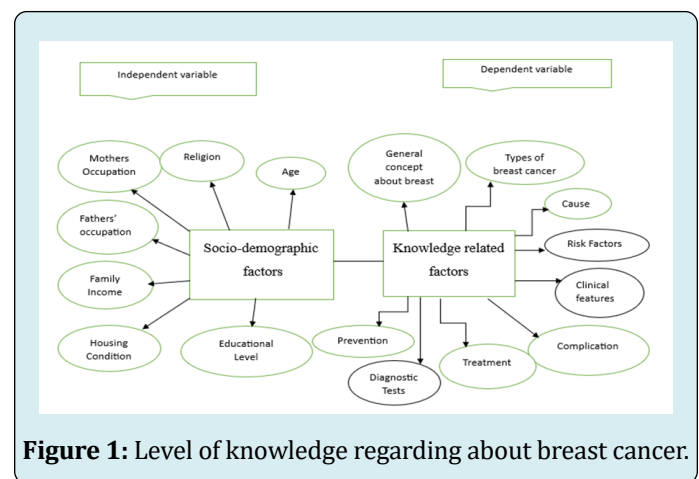 Independent variable
Dependent variable
Mothers
Occupation
Religion
Age
General
concept
about breast
Types of
breast cancer
Cause
Fathers'
occupation
Socio-demographic
factors
Knowledge related
factors
Risk Factors
Family
Income
Clinical
features
Housing
Condition
Educational
Level
Prevention
Diagnostic
Tests
Treatment
Complication
Figure 1: Level of knowledge regarding about breast cancer.